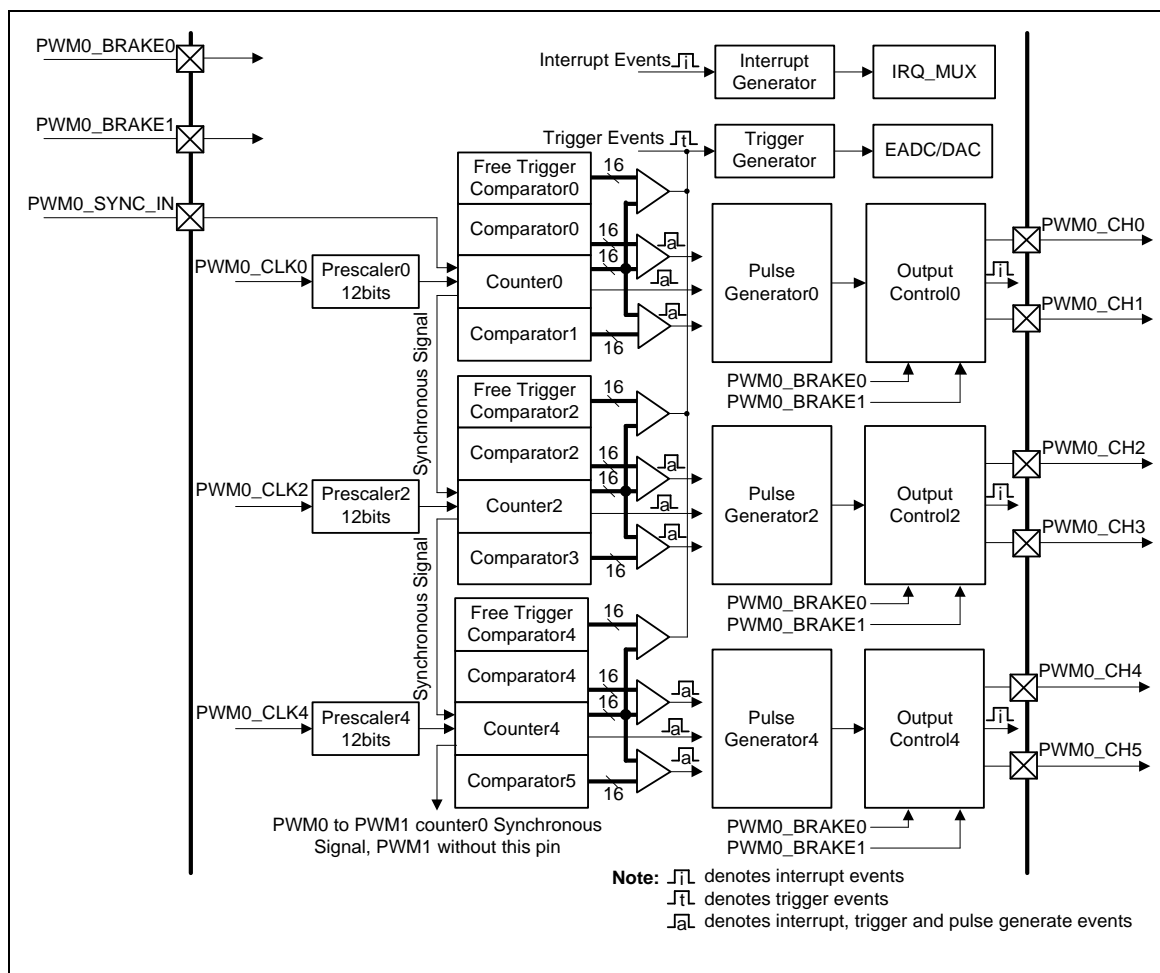 PWM0_BRAKE0
PWM0_BRAKE1
PWM0_SYNC_IN
Interrupt Events i
Interrupt
Generator
IRQ_MUX
Trigger Events t
Trigger
Generator
EADC/DAC
PWM0_CLK0
Prescaler0
12bits
Synchronous Signal
Free Trigger
Comparator0
Comparator0
Counter0
Comparator1
16
16
16
16
a
a
a
Pulse
Generator0
Output
Control0
i
PWM0_CH0
PWM0_CH1
PWM0_BRAKE0
PWM0_BRAKE1
PWM0_CLK2
Prescaler2
12bits
Synchronous Signal
Free Trigger
Comparator2
Comparator2
Counter2
Comparator3
16
16
16
16
a
a
a
Pulse
Generator2
Output
Control2
i
PWM0_CH2
PWM0_CH3
PWM0_BRAKE0
PWM0_BRAKE1
PWM0_CLK4
Prescaler4
12bits
Free Trigger
Comparator4
Comparator4
Counter4
Comparator5
16
16
16
16
a
a
a
Pulse
Generator4
Output
Control4
i
PWM0_CH4
PWM0_CH5
PWM0_BRAKE0
PWM0_BRAKE1
PWM0 to PWM1 counter0 Synchronous
Signal, PWM1 without this pin
Note: i denotes interrupt events
t denotes trigger events
a denotes interrupt, trigger and pulse generate events